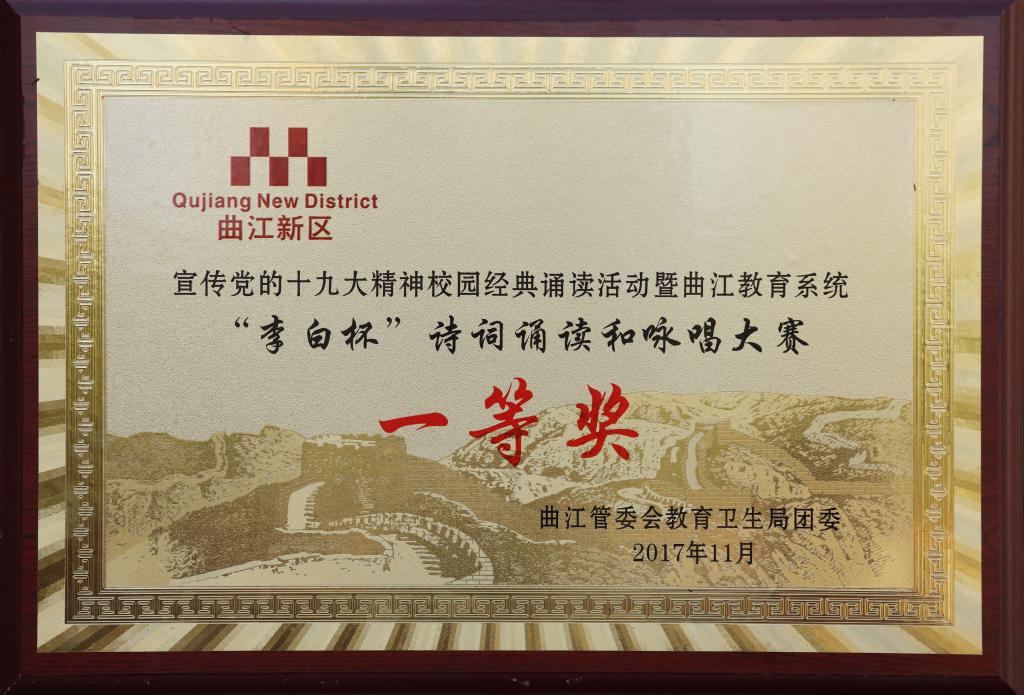 Qujiang New District
曲江新区
宣传党的十九大精神校园经典诵读活动暨曲江教育系统
“李白杯”诗词诵读和咏唱大赛
一等奖
曲江管委会教育卫生局团委
2017年11月